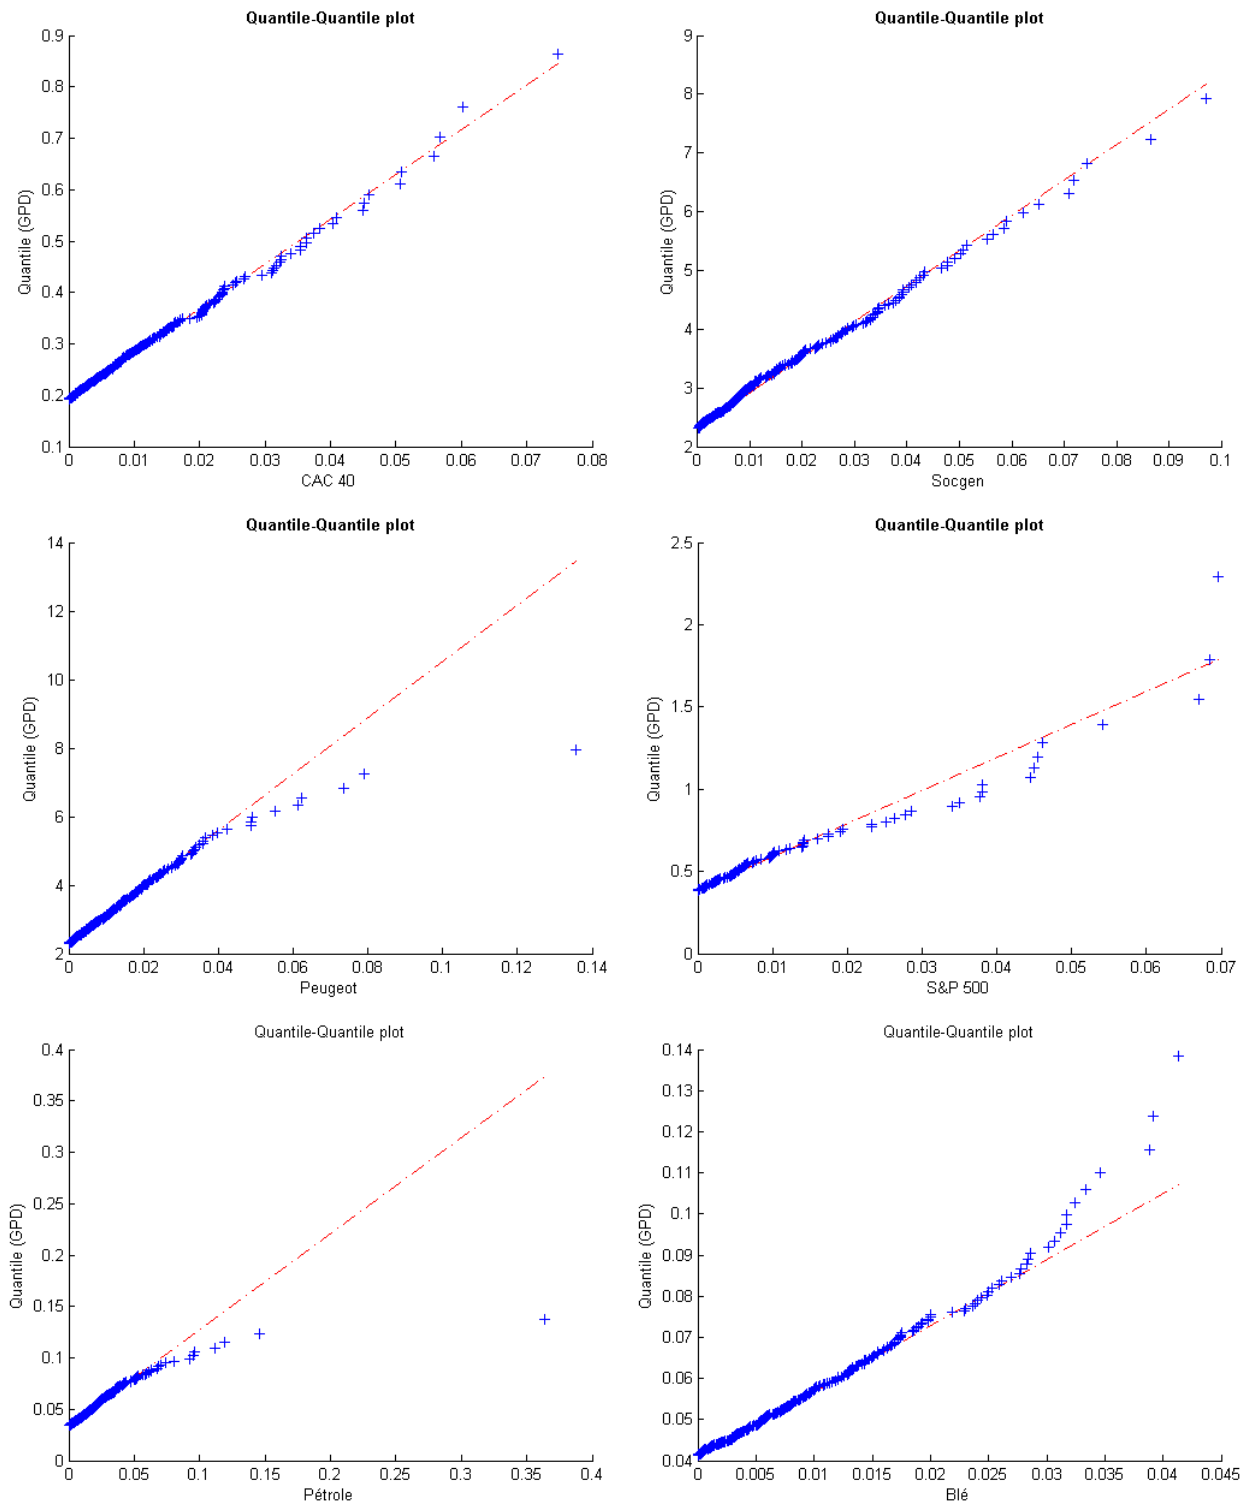 Quantile-Quantile plot
Quantile (GPD)
0.9
0.8
0.7
0.6
0.5
0.4
0.3
0.2
0.1
0 0.01 0.02 0.03 0.04 0.05 0.06 0.07 0.08
CAC 40
Quantile-Quantile plot
Quantile (GPD)
9
8
7
6
5
4
3
2
0 0.01 0.02 0.03 0.04 0.05 0.06 0.07 0.08 0.09 0.1
Socgen
Quantile-Quantile plot
Quantile (GPD)
14
12
10
8
6
4
2
0 0.02 0.04 0.06 0.08 0.1 0.12 0.14
Peugeot
Quantile-Quantile plot
Quantile (GPD)
2.5
2
1.5
1
0.5
0
0 0.01 0.02 0.03 0.04 0.05 0.06 0.07
S&P 500
Quantile-Quantile plot
Quantile (GPD)
0.4
0.35
0.3
0.25
0.2
0.15
0.1
0.05
0
0 0.05 0.1 0.15 0.2 0.25 0.3 0.35 0.4
Pétrole
Quantile-Quantile plot
Quantile (GPD)
0.14
0.13
0.12
0.11
0.1
0.09
0.08
0.07
0.06
0.05
0.04
0 0.005 0.01 0.015 0.02 0.025 0.03 0.035 0.04 0.045
Blé